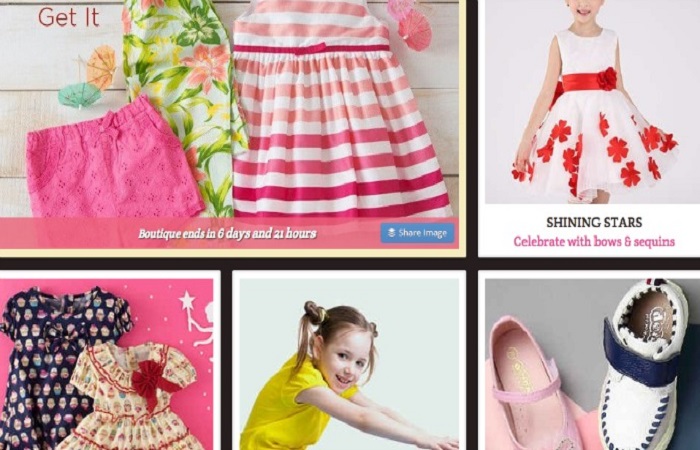 Get It
Boutique ends in 6 days and 21 hours
Share Image
SHINING STARS
Celebrate with bows & sequins